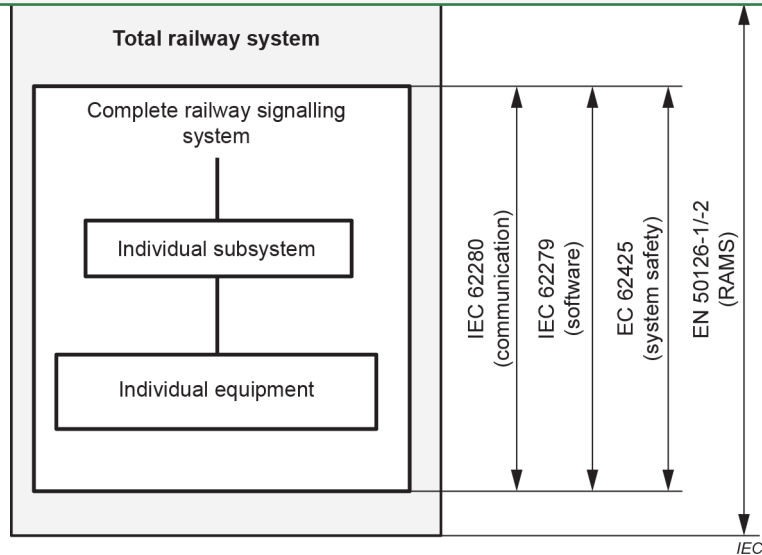 Total railway system
Complete railway signalling
system
Individual subsystem
Individual equipment
IEC 62280
(communication)
IEC 62279
(software)
EC 62425
(system safety)
EN 50126-1/-2
(RAMS)
IEC